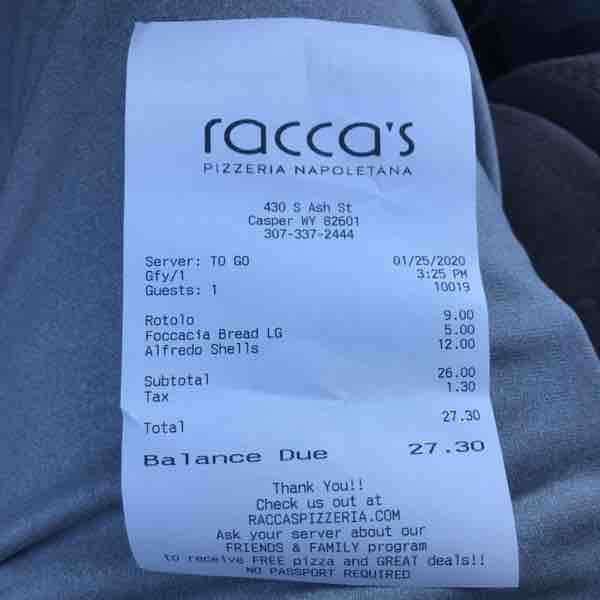 racca's
PIZZERIA NAPOLETANA
430 S Ash St
Casper WY 82601
307-337-2444
Server: TO GO 01/25/2020
Gfy/1 3:25 PM
Guests: 1 10019
Rotolo 9.00
Foccacia Bread LG 5.00
Alfredo Shells 12.00
Subtotal 26.00
Tax 1.30
Total 27.30
Balance Due 27.30
Thank You!!
Check us out at
RACCASPIZZERIA.COM
Ask your server about our
FRIENDS & FAMILY program
to receive FREE pizza and GREAT deals!!
NO PASSPORT REQUIRED